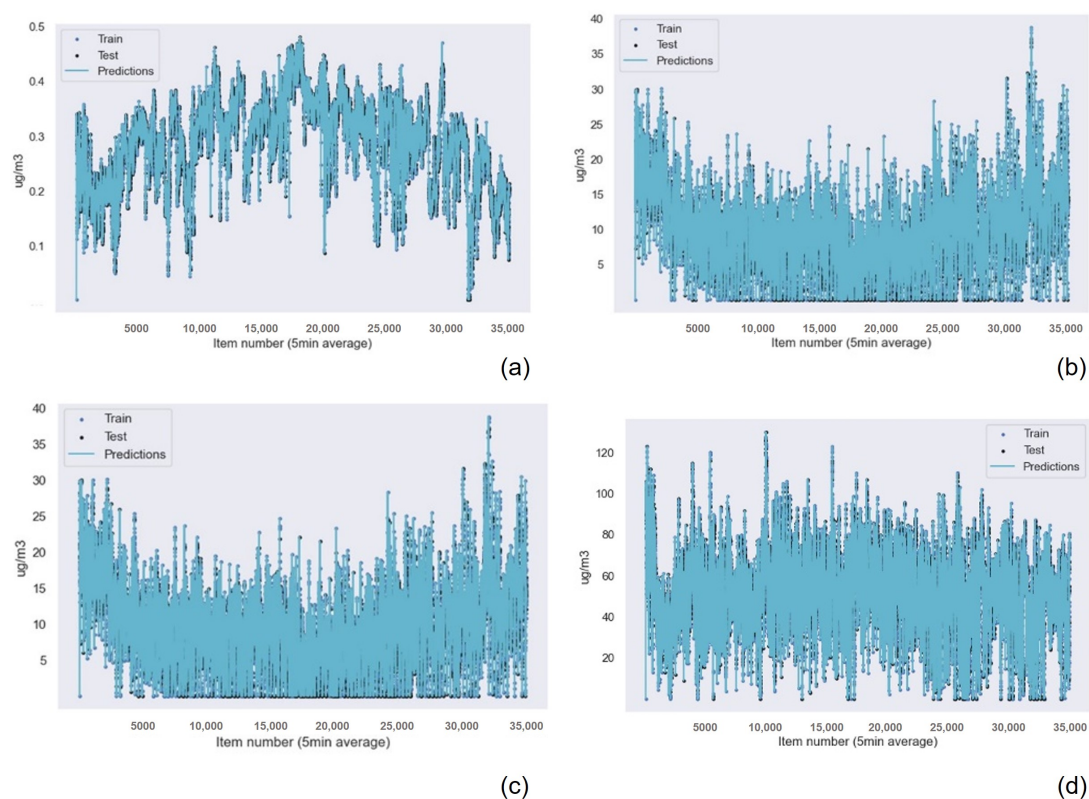 0.5
0.4
0.3
0.2
0.1
ug/m3
Train
Test
Predictions
5000 10,000 15,000 20,000 25,000 30,000 35,000
Item number (5min average)
(a)
40
35
30
25
20
15
10
5
ug/m3
Train
Test
Predictions
5000 10,000 15,000 20,000 25,000 30,000 35,000
Item number (5min average)
(b)
40
35
30
25
20
15
10
5
ug/m3
Train
Test
Predictions
5000 10,000 15,000 20,000 25,000 30,000 35,000
Item number (5min average)
(c)
120
100
80
60
40
20
ug/m3
Train
Test
Predictions
5000 10,000 15,000 20,000 25,000 30,000 35,000
Item number (5min average)
(d)